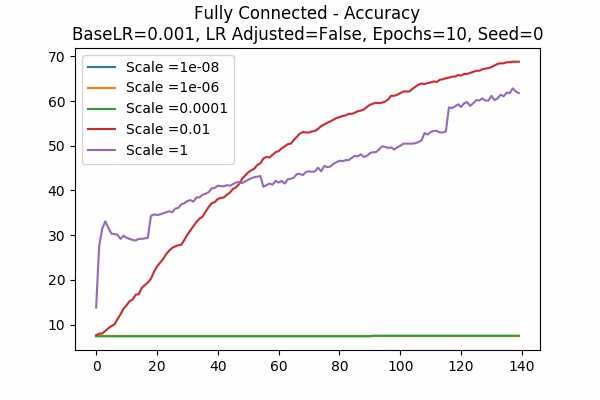 Fully Connected - Accuracy
BaseLR=0.001, LR Adjusted=False, Epochs=10, Seed=0
Scale =1e-08
Scale =1e-06
Scale =0.0001
Scale =0.01
Scale =1
70
60
50
40
30
20
10
0 20 40 60 80 100 120 140